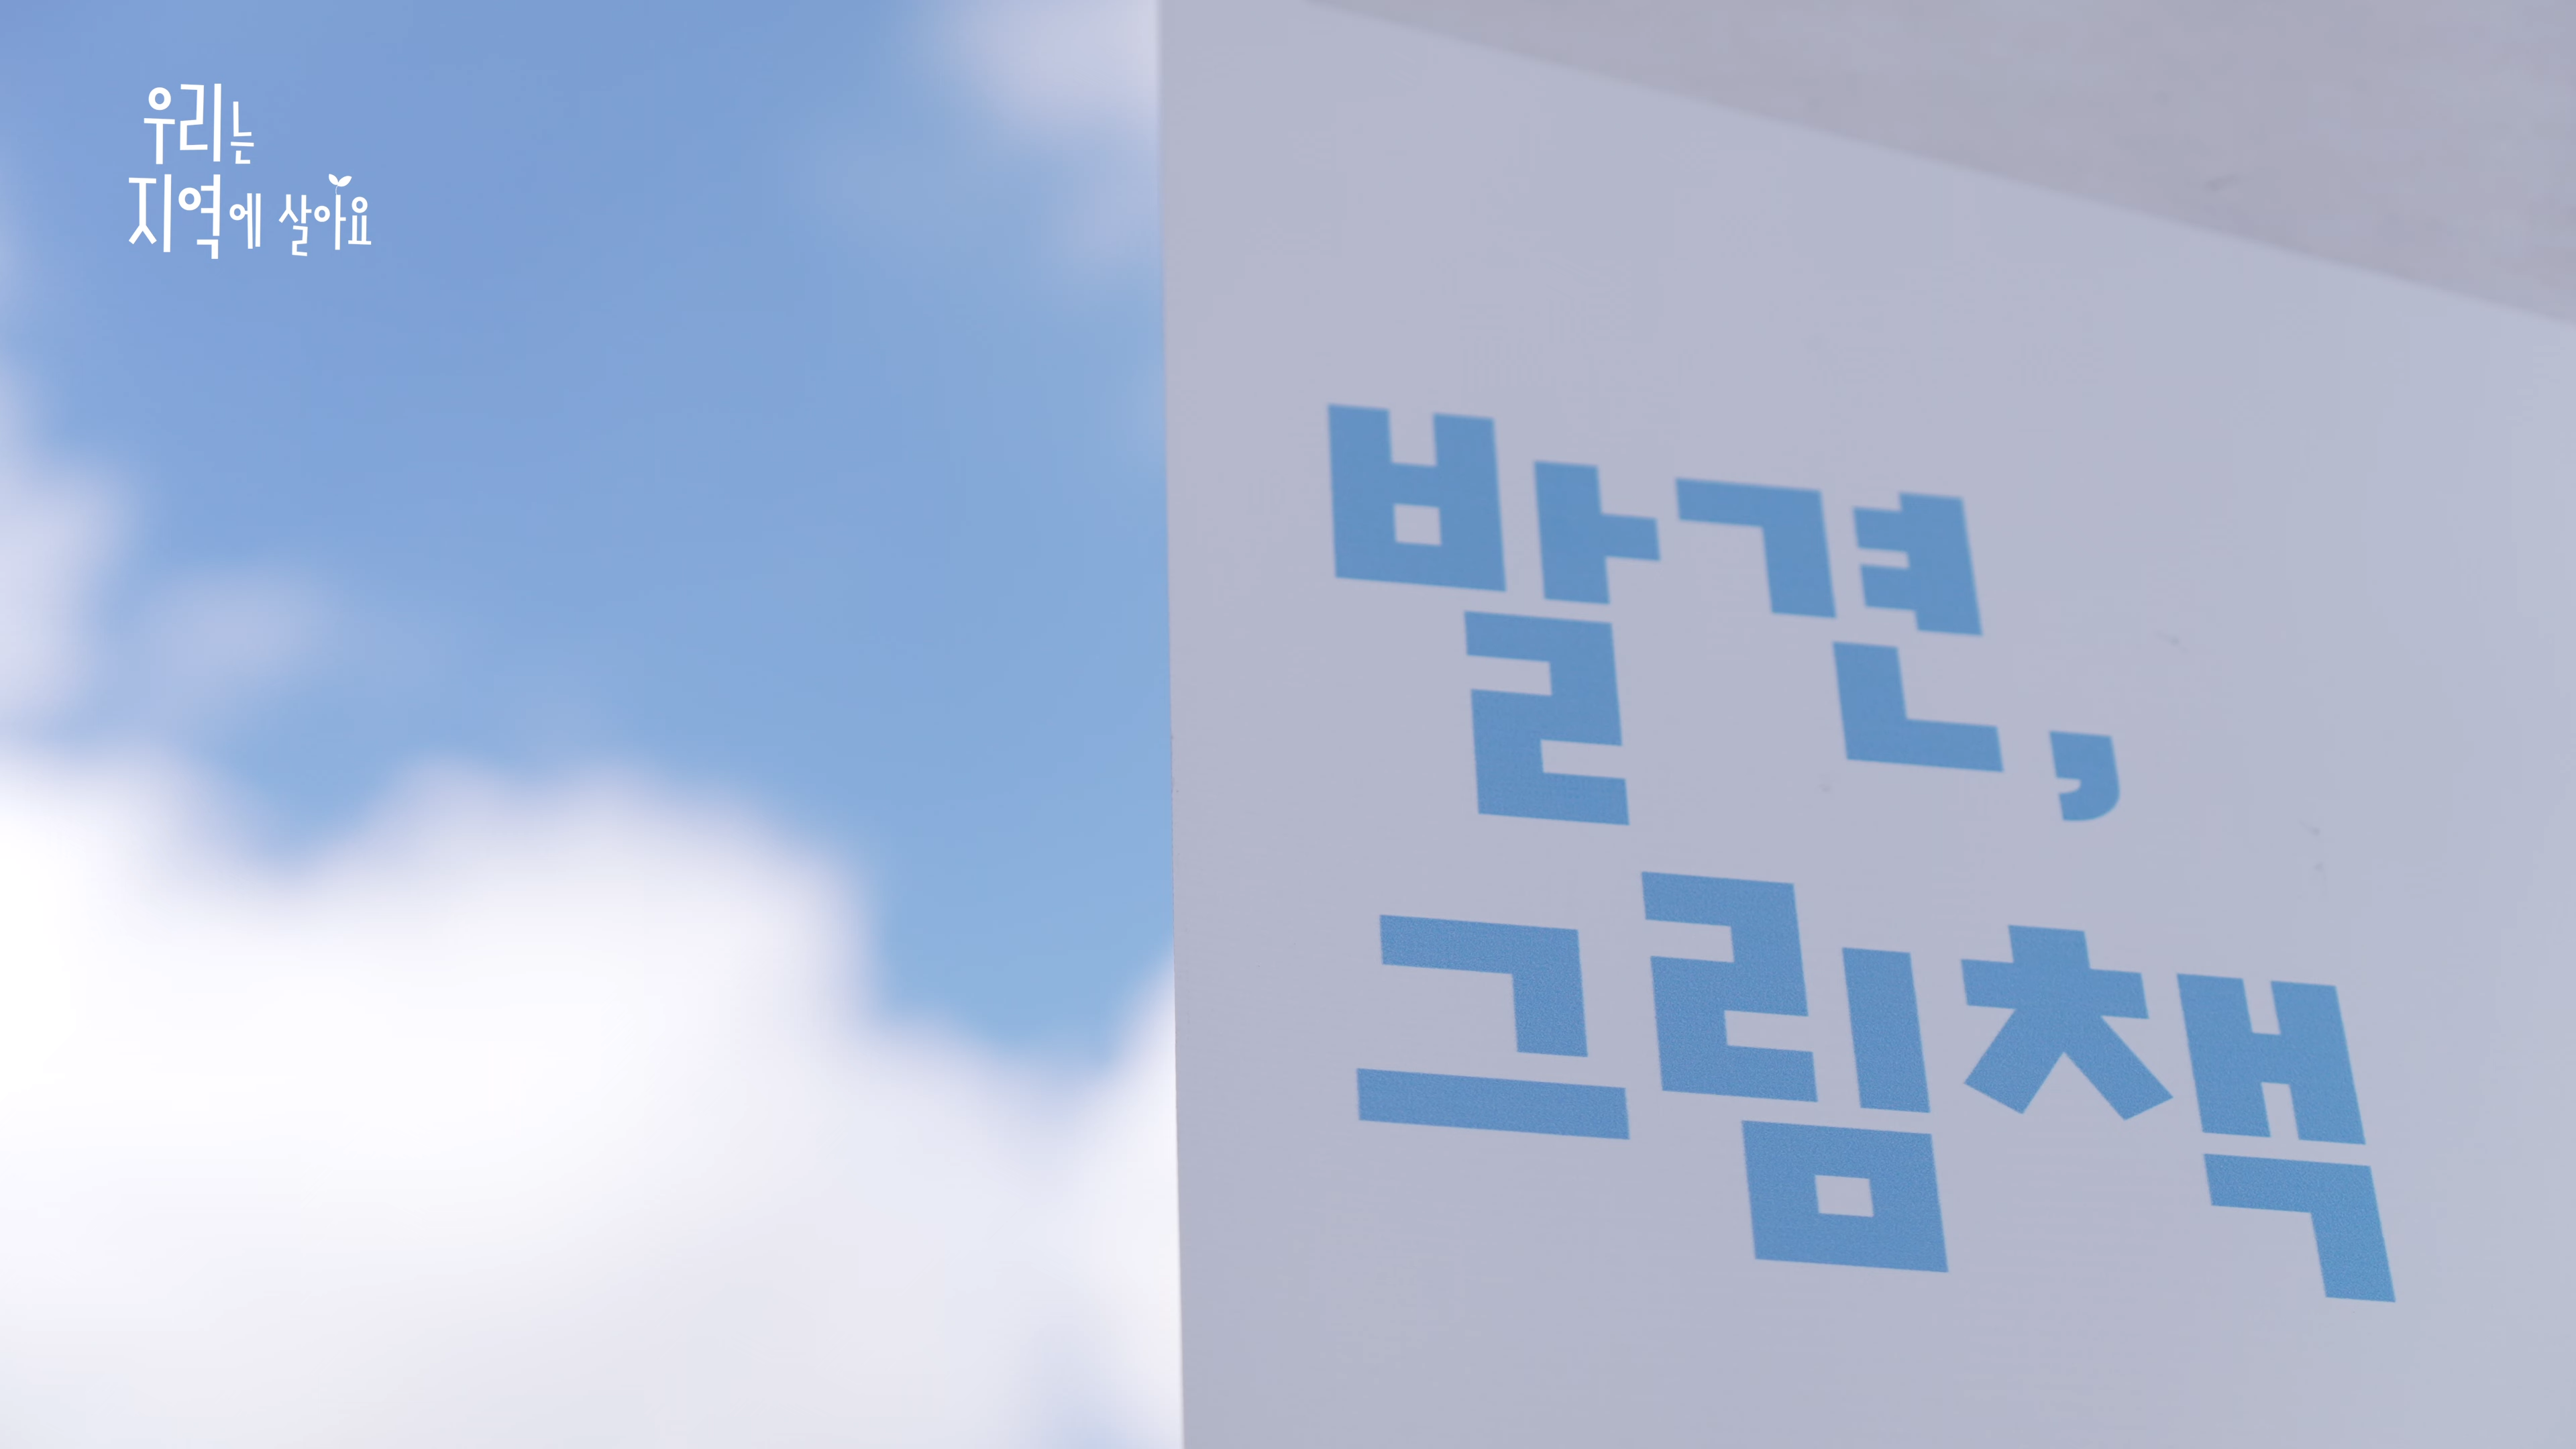 우리는
지역에 살아요
발견,
그림책